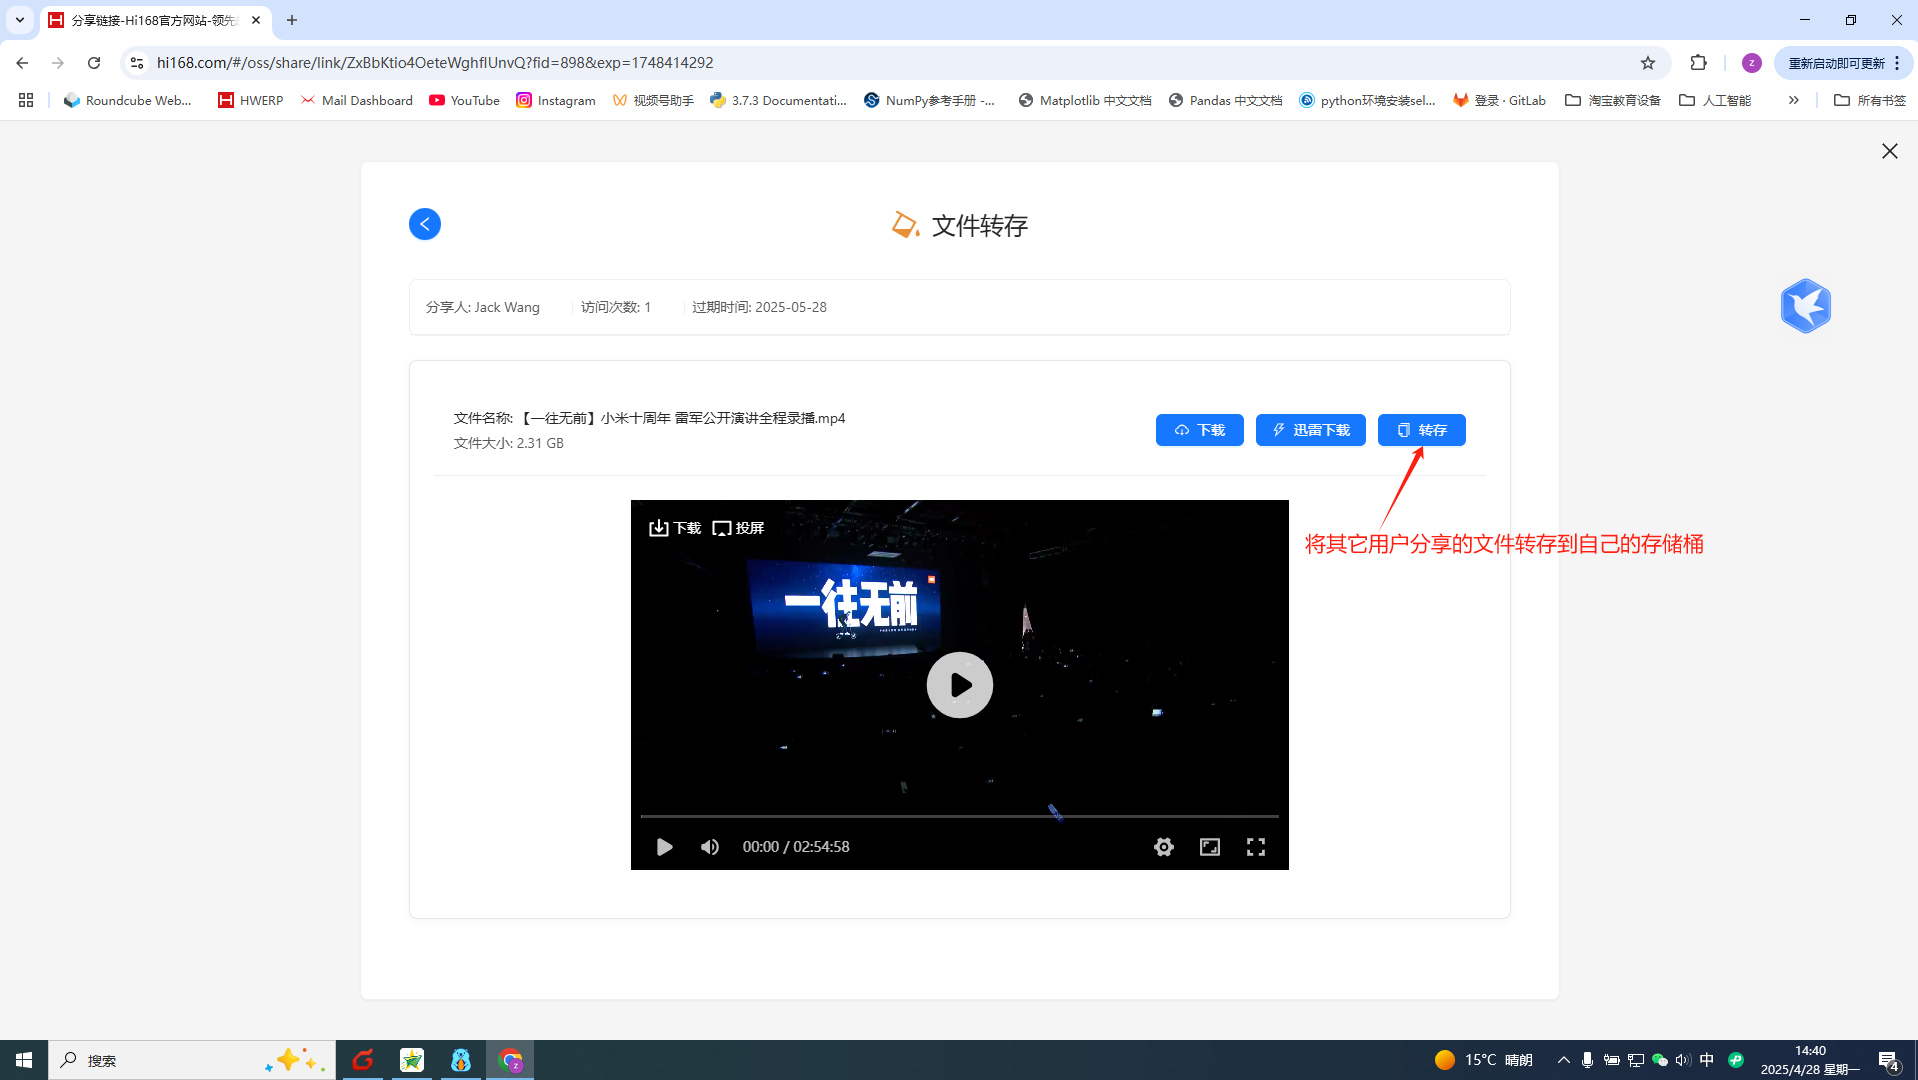 分享链接-Hi168官方网站-领先
hi168.com/#/oss/share/link/ZxBbKtio4OeteWghflUnvQ?fid=898&exp=1748414292
z
重新启动即可更新
Roundcube Web...
HWERP
Mail Dashboard
YouTube
Instagram
视频号助手
3.7.3 Documentati...
NumPy参考手册 -...
Matplotlib 中文文档
Pandas 中文文档
python环境安装sel...
登录 · GitLab
淘宝教育设备
人工智能
所有书签
文件转存
分享人: Jack Wang
访问次数: 1
过期时间: 2025-05-28
文件名称: 【一往无前】小米十周年 雷军公开演讲全程录播.mp4
文件大小: 2.31 GB
下载
迅雷下载
转存
下载
投屏
将其它用户分享的文件转存到自己的存储桶
一往无前
00:00 / 02:54:58
搜索
z
15°C 晴朗
中
14:40
2025/4/28 星期一
4